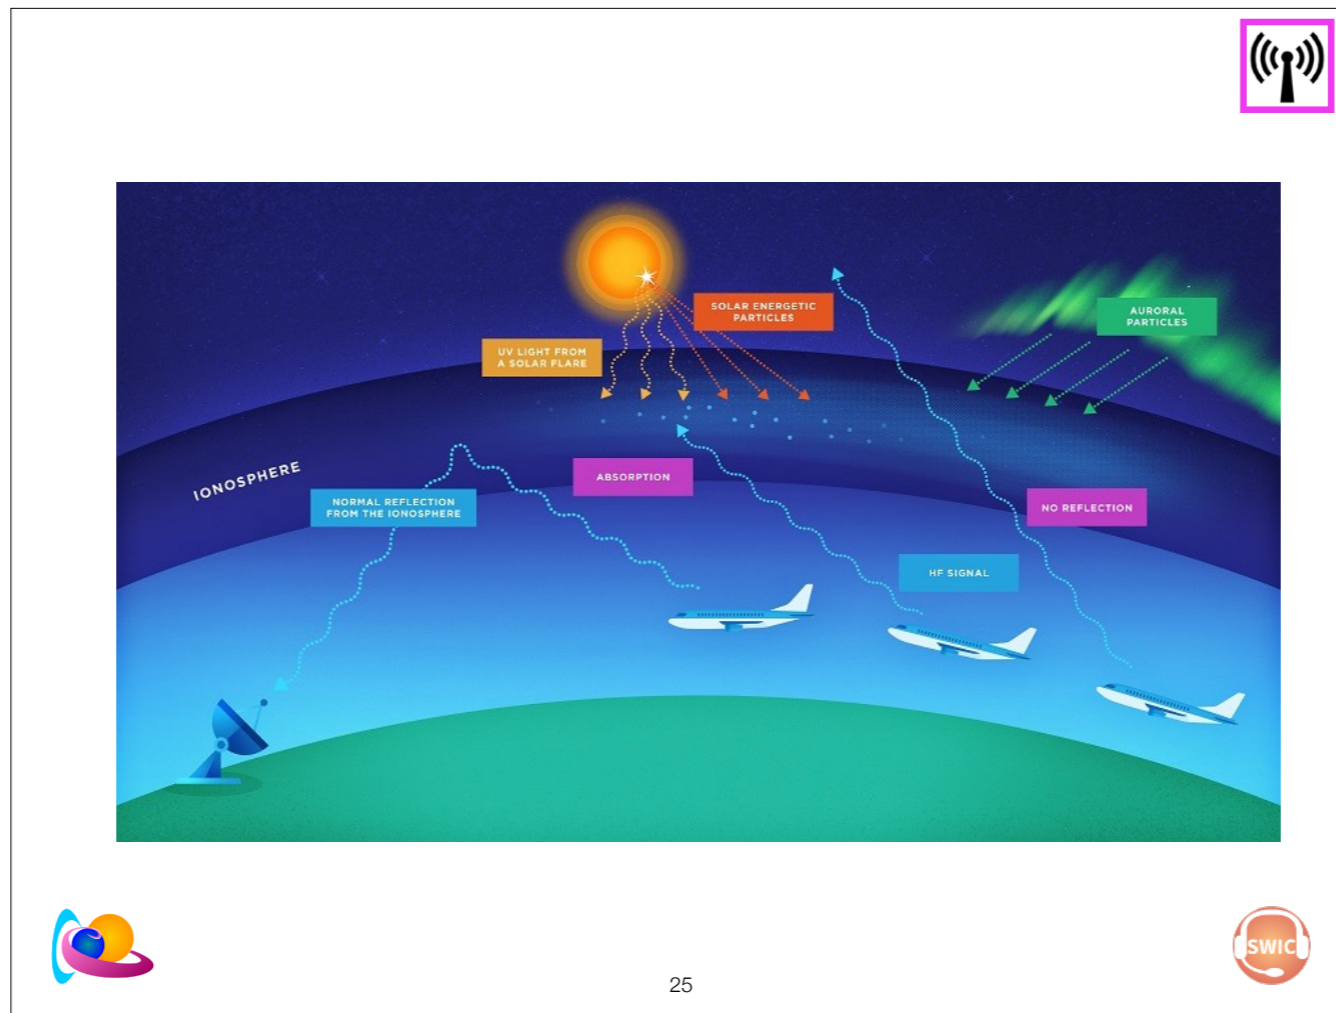 SOLAR ENERGETIC
PARTICLES
AURORAL
PARTICLES
UV LIGHT FROM
A SOLAR FLARE
IONOSPHERE
ABSORPTION
NORMAL REFLECTION
FROM THE IONOSPHERE
NO REFLECTION
HF SIGNAL
SWIC
25